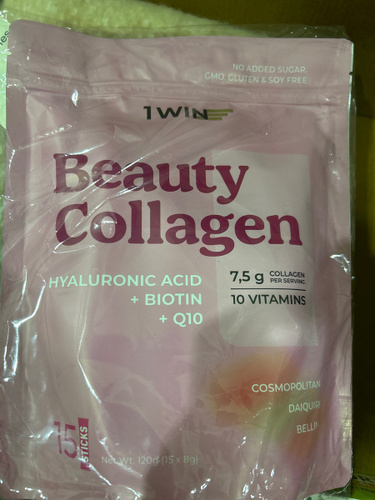 NO ADDED SUGAR,
GMO, GLUTEN & SOY FREE
1WIN
Beauty
Collagen
HYALURONIC ACID
+ BIOTIN
+ Q10
7,5 g COLLAGEN
PER SERVING
10 VITAMINS
COSMOPOLITAN
DAIQUIRI
BELLINI
15 STICKS
Net Wt. 120g (15 x 8g)